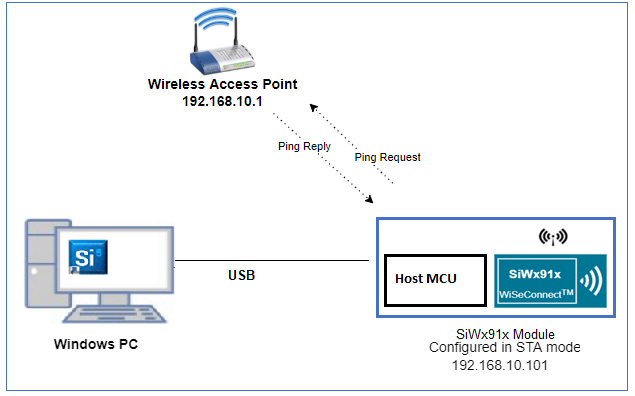 Wireless Access Point
192.168.10.1
Ping Reply
Ping Request
Si 5
USB
Host MCU
SiWx91x
WiSeConnect™
Windows PC
SiWx91x Module
Configured in STA mode
192.168.10.101